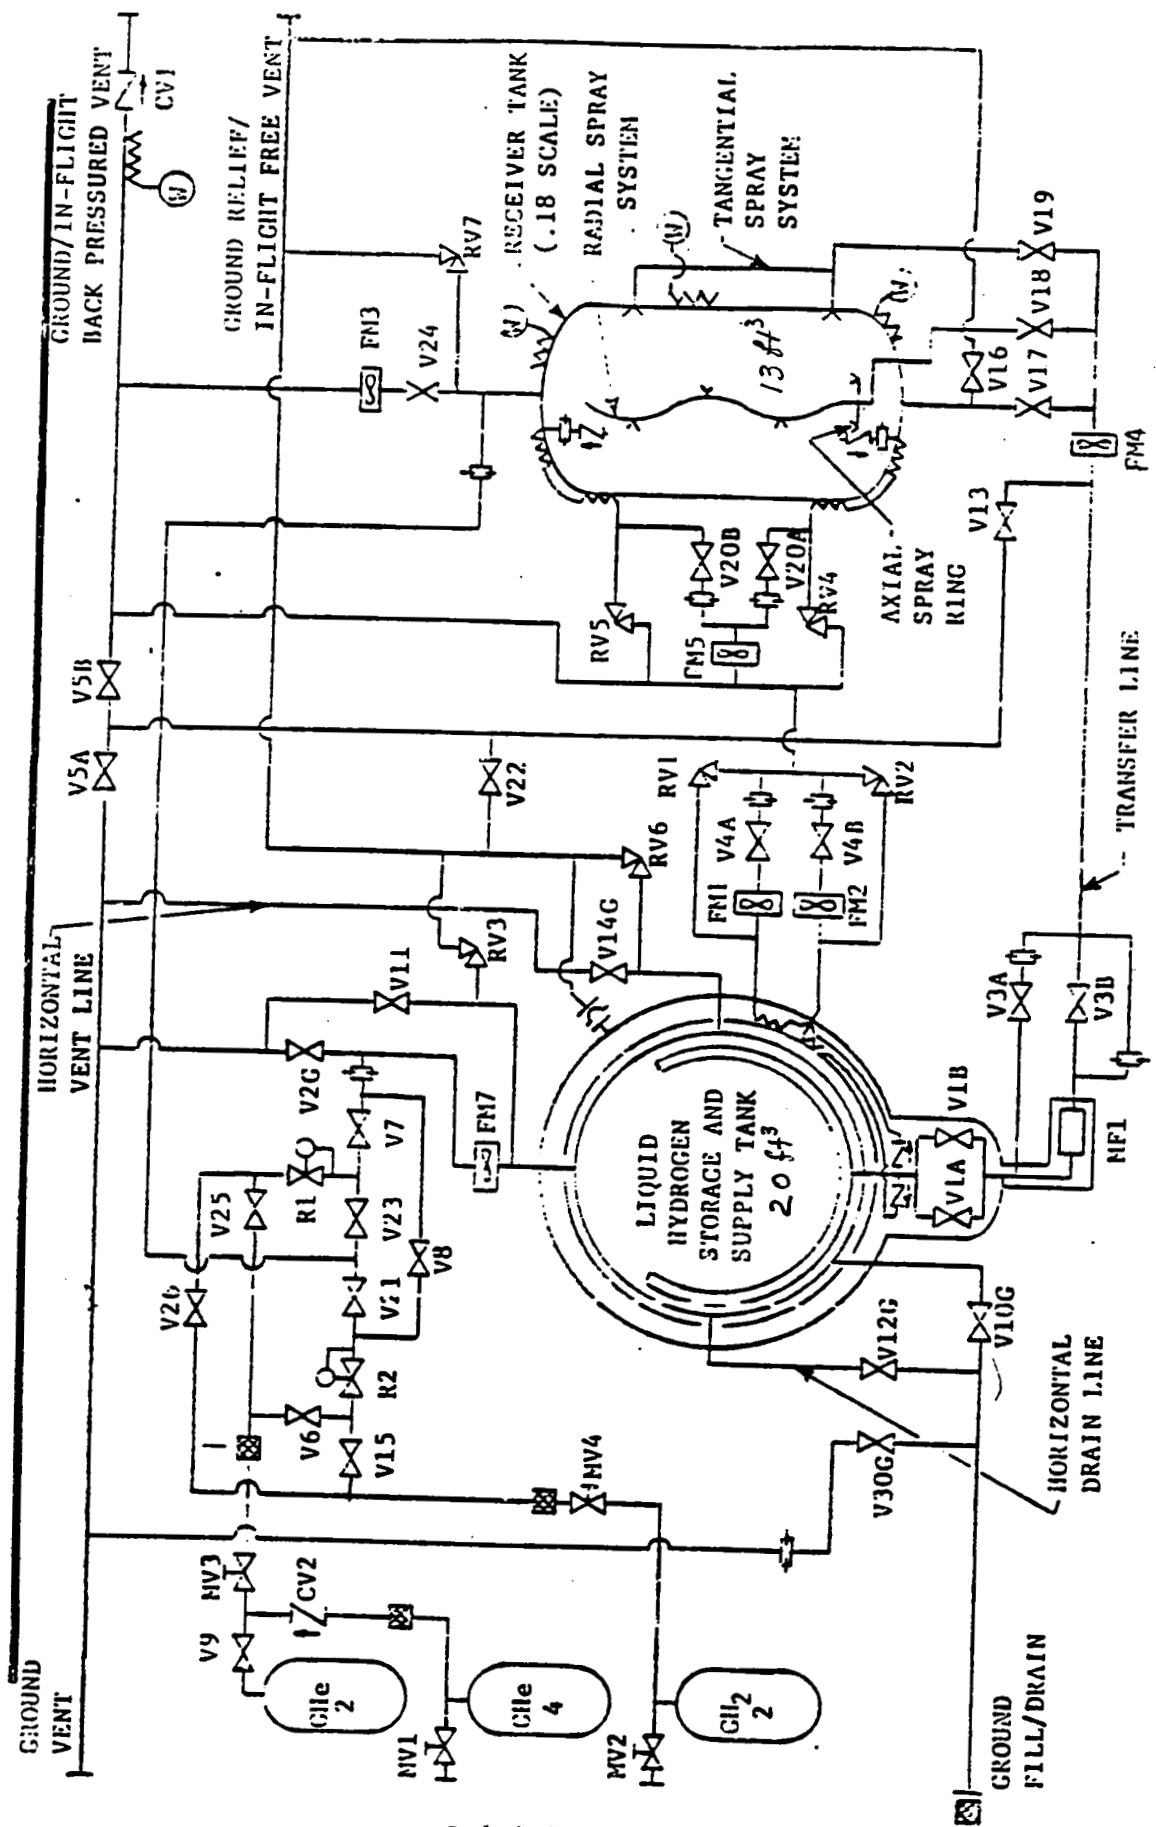 GROUND
VENT
GROUND/IN-FLIGHT
BACK PRESSURED VENT
CV1
W
GROUND RELIEF/
IN-FLIGHT FREE VENT
V5A
V5B
HORIZONTAL
VENT LINE
FM3
V24
RV7
RECEIVER TANK
(.18 SCALE)
RADIAL SPRAY
SYSTEM
(W)
(W)
(W)
TANGENTIAL
SPRAY
SYSTEM
13 ft³
V19
V18
V16
V17
FM4
V13
AXIAL
SPRAY
RING
V20B
V20A
RV5
RV4
FM5
V22
RV1
RV2
V4A
V4B
FM1
FM2
RV6
V14G
RV3
V11
V2G
V7
FM7
R1
V25
V23
V8
V26
V21
R2
V6
V15
MV4
MV3
CV2
V9
GHe
2
GHe
4
GH2
2
MV1
MV2
LIQUID
HYDROGEN
STORAGE AND
SUPPLY TANK
20 ft³
V3A
V3B
TRANSFER LINE
V1B
V1A
MF1
V12G
V10G
V30G
HORIZONTAL
DRAIN LINE
GROUND
FILL/DRAIN